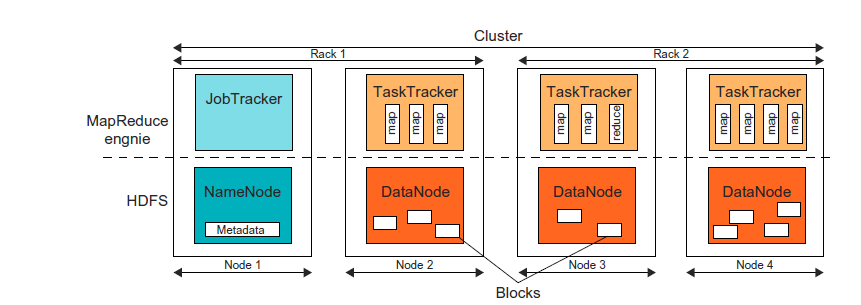 Cluster
Rack 1
Rack 2
MapReduce
engnie
JobTracker
TaskTracker
map
map
map
TaskTracker
map
map
reduce
TaskTracker
map
map
map
map
HDFS
NameNode
Metadata
DataNode
DataNode
DataNode
Node 1
Node 2
Node 3
Node 4
Blocks